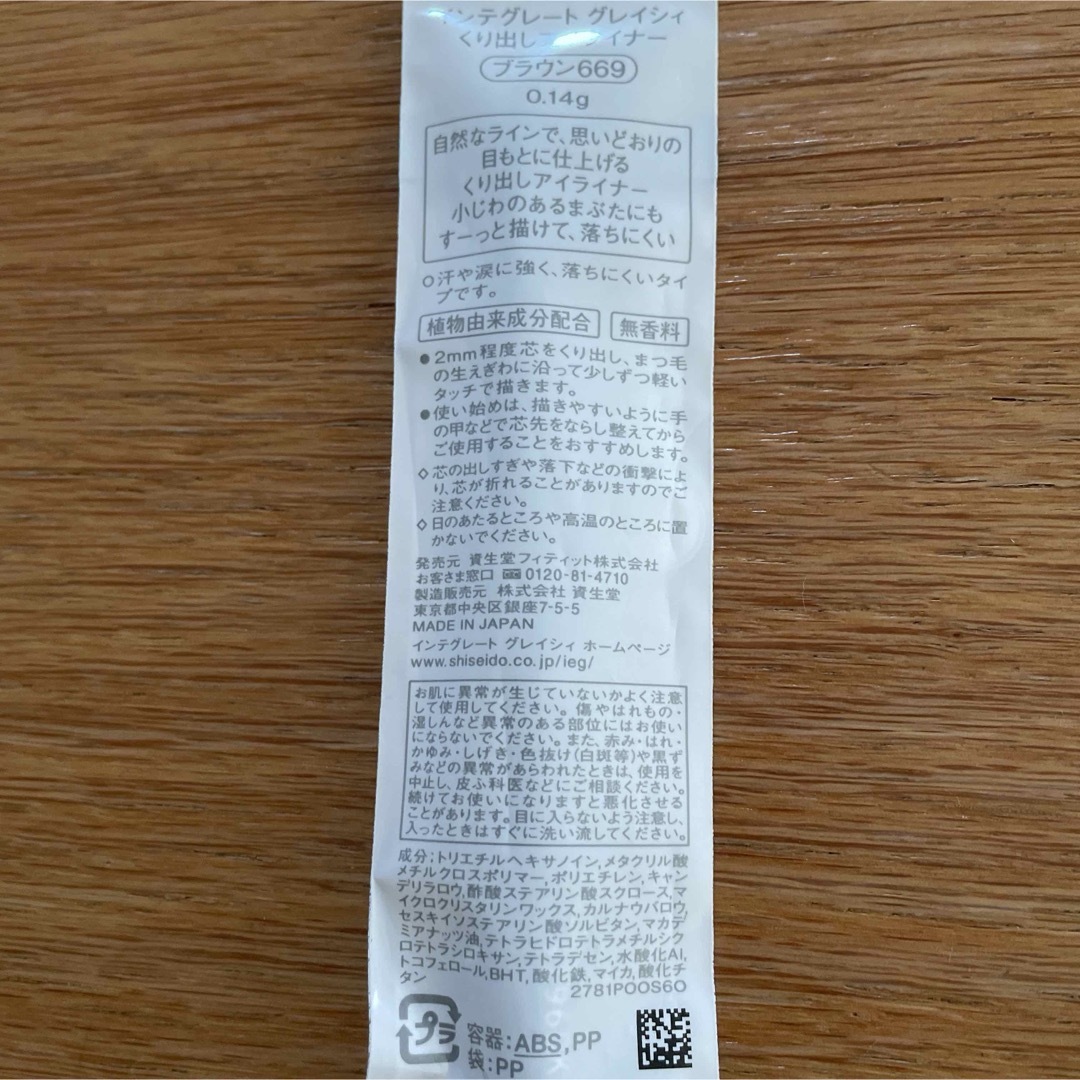 インテグレート グレイシィ
くり出しアイライナー
ブラウン669
0.14g
自然なラインで、思いどおりの
目もとに仕上げる
くり出しアイライナー
小じわのあるまぶたにも
すーっと描けて、落ちにくい
○汗や涙に強く、落ちにくいタイ
プです。
植物由来成分配合 無香料
●2mm程度芯をくり出し、まつ毛
の生えぎわに沿って少しずつ軽い
タッチで描きます。
●使い始めは、描きやすいように手
の甲などで芯先をならし整えてから
ご使用することをおすすめします。
◇芯の出しすぎや落下などの衝撃によ
り、芯が折れることがありますのでご
注意ください。
◇日のあたるところや高温のところに置
かないでください。
発売元 資生堂フィティット株式会社
お客さま窓口 0120-81-4710
製造販売元 株式会社 資生堂
東京都中央区銀座7-5-5
MADE IN JAPAN
インテグレート グレイシィ ホームページ
www.shiseido.co.jp/ieg/
お肌に異常が生じていないかよく注意
して使用してください。傷やはれもの・
湿しんなど異常のある部位にはお使い
にならないでください。また、赤み・はれ・
かゆみ・しげき・色抜け(白斑等)や黒ず
みなどの異常があらわれたときは、使用を
中止し、皮ふ科医などにご相談ください。
続けてお使いになりますと悪化させる
ことがあります。目に入らないよう注意し、
入ったときはすぐに洗い流してください。
成分;トリエチルヘキサノイン,メタクリル酸
メチルクロスポリマー,ポリエチレン,キャン
デリラロウ,酢酸ステアリン酸スクロース,マ
イクロクリスタリンワックス,カルナウバロウ,
セスキイソステアリン酸ソルビタン,マカデ
ミアナッツ油,テトラヒドロテトラメチルシク
ロテトラシロキサン,テトラデセン,水酸化Al,
トコフェロール,BHT,酸化鉄,マイカ,酸化チ
タン
2781P00S60
プラ
容器:ABS,PP
袋:PP